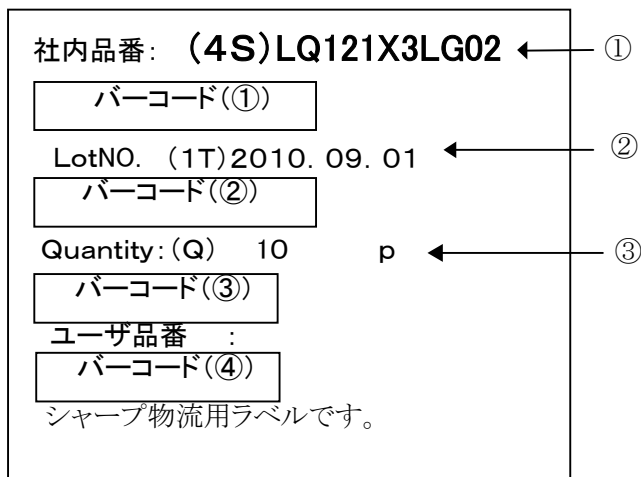 社内品番: (4S)LQ121X3LG02 ①
バーコード(①)
LotNO. (1T)2010. 09. 01 ②
バーコード(②)
Quantity:(Q) 10 p ③
バーコード(③)
ユーザ品番 :
バーコード(④)
シャープ物流用ラベルです。